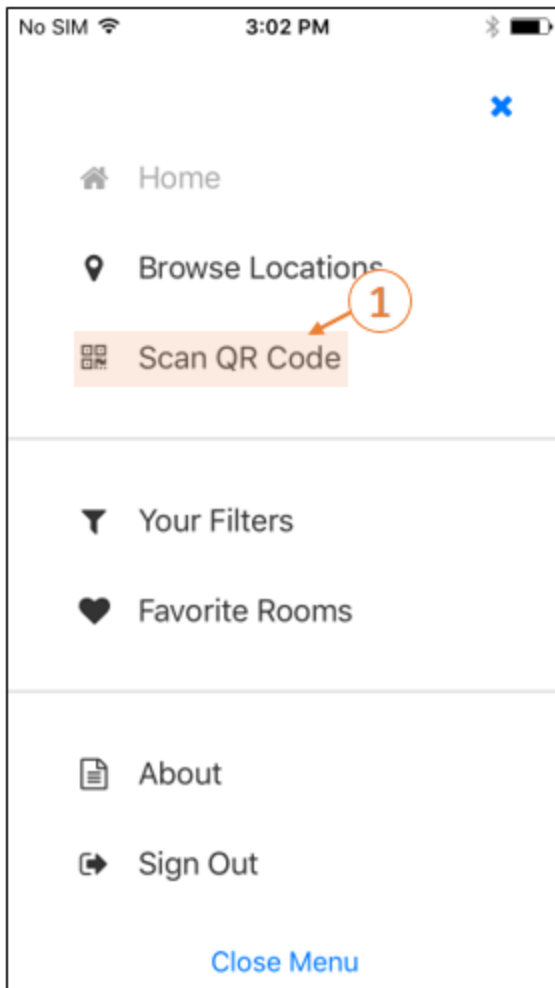 No SIM 3:02 PM
Home
Browse Locations
1
Scan QR Code
Your Filters
Favorite Rooms
About
Sign Out
Close Menu